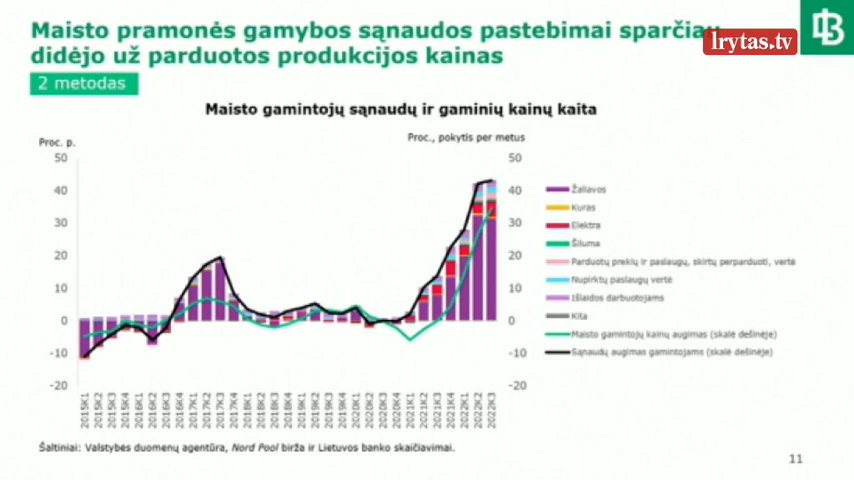 Maisto pramonės gamybos sąnaudos pastebimai sparčiau
didėjo už parduotos produkcijos kainas
lrytas.tv
2 metodas
Maisto gamintojų sąnaudų ir gaminių kainų kaita
Proc. p.
Proc., pokytis per metus
50
40
30
20
10
0
-10
-20
50
40
30
20
10
0
-10
-20
Žaliavos
Kuras
Elektra
Šiluma
Parduotų prekių ir paslaugų, skirtų perparduoti, vertė
Nupirktų paslaugų vertė
Išlaidos darbuotojams
Kita
Maisto gamintojų kainų augimas (skalė dešinėje)
Sąnaudų augimas gamintojams (skalė dešinėje)
2015K1
2015K2
2015K3
2015K4
2016K1
2016K2
2016K3
2016K4
2017K1
2017K2
2017K3
2017K4
2018K1
2018K2
2018K3
2018K4
2019K1
2019K2
2019K3
2019K4
2020K1
2020K2
2020K3
2020K4
2021K1
2021K2
2021K3
2021K4
2022K1
2022K2
2022K3
Šaltiniai: Valstybės duomenų agentūra, Nord Pool birža ir Lietuvos banko skaičiavimai.
11